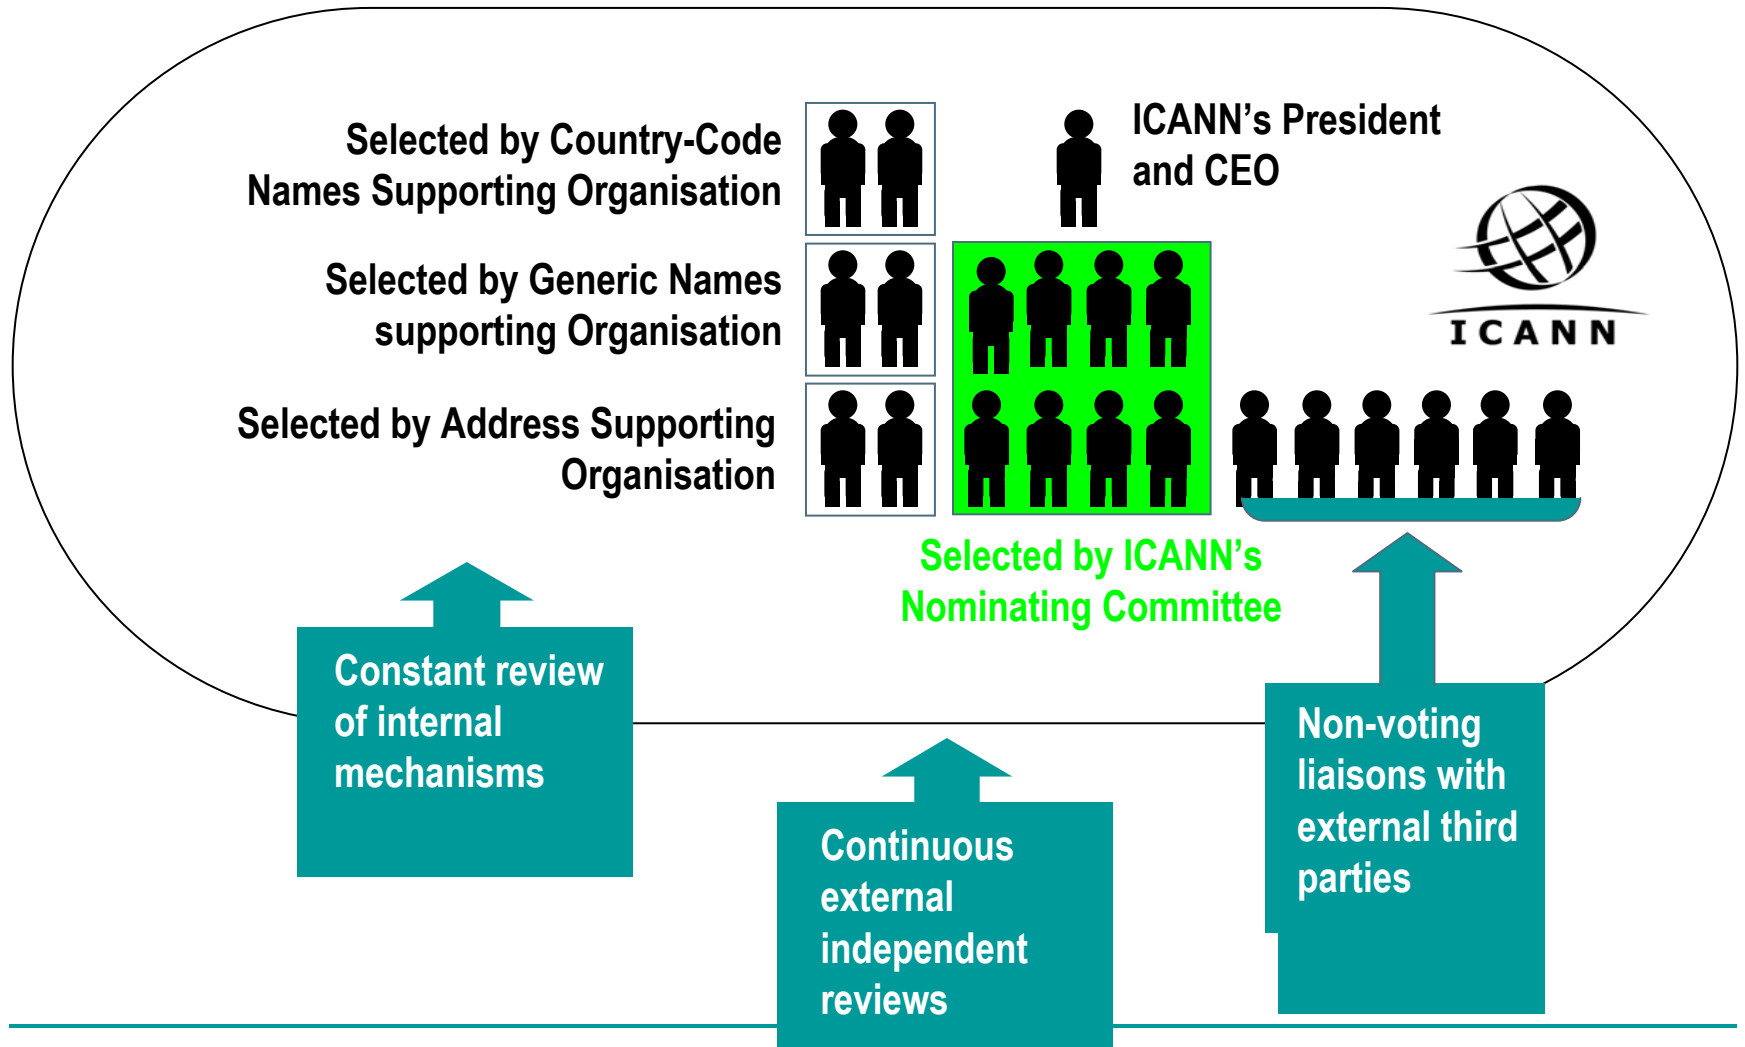 Selected by Country-Code
Names Supporting Organisation
ICANN’s President
and CEO
Selected by Generic Names
supporting Organisation
ICANN
Selected by Address Supporting
Organisation
Selected by ICANN’s
Nominating Committee
Constant review
of internal
mechanisms
Continuous
external
independent
reviews
Non-voting
liaisons with
external third
parties